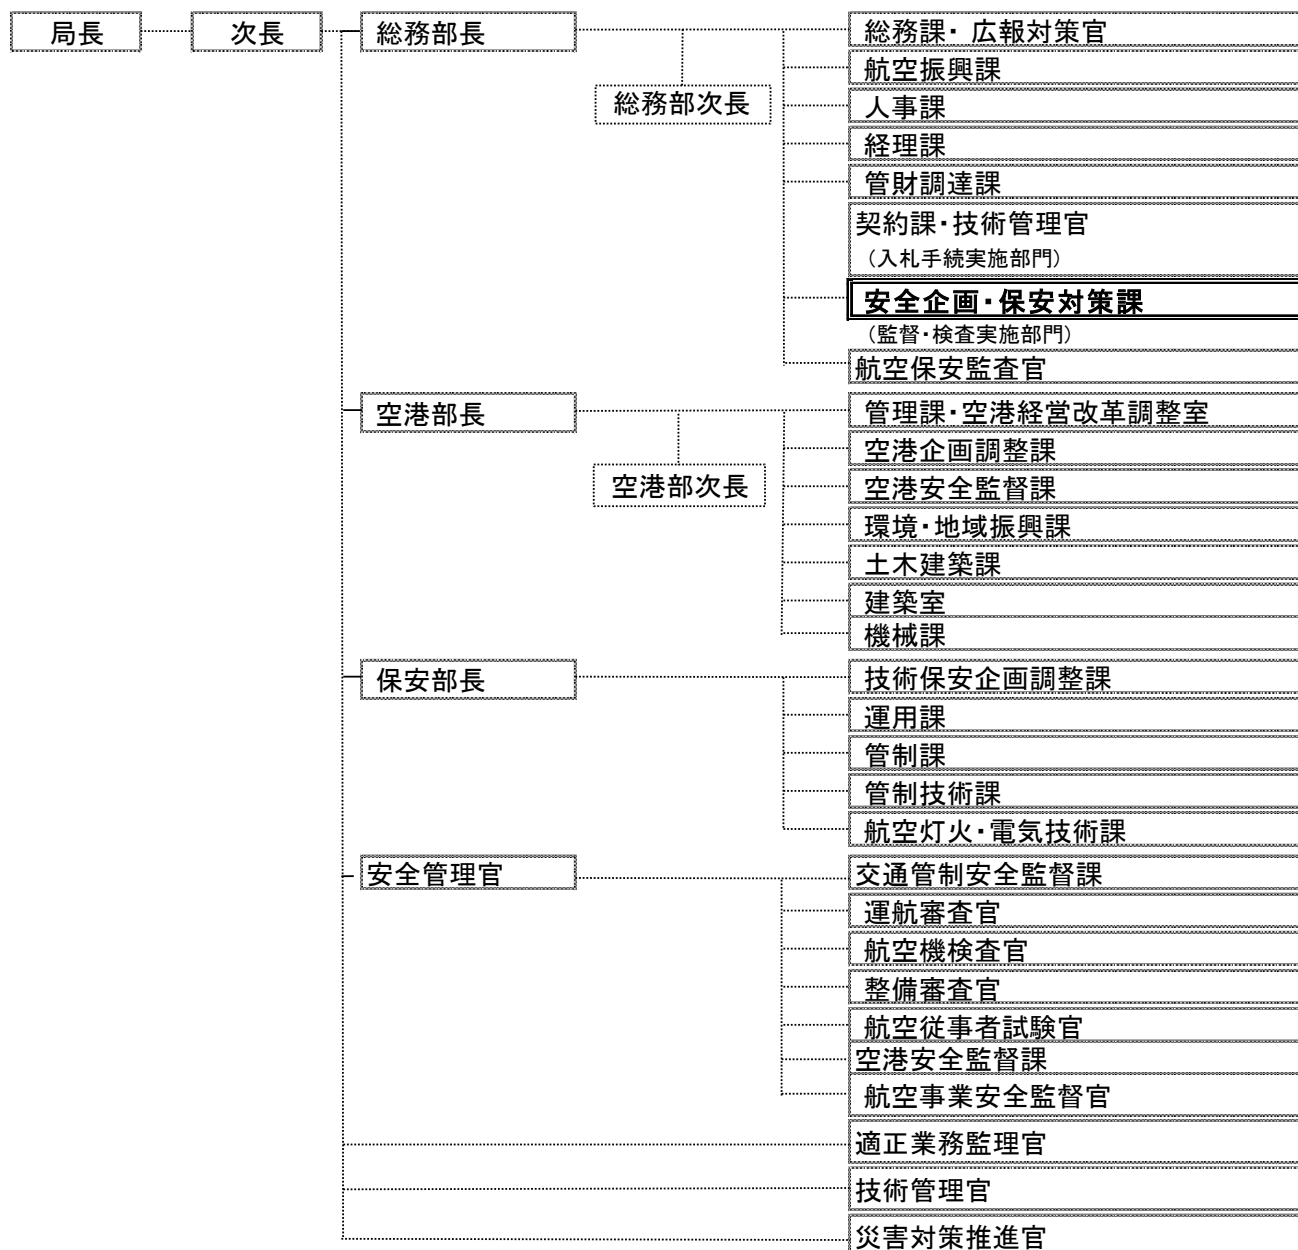 局長
次長
総務部長
総務課・広報対策官
航空振興課
総務部次長
人事課
経理課
管財調達課
契約課・技術管理官
（入札手続実施部門）
安全企画・保安対策課
（監督・検査実施部門）
航空保安監査官
空港部長
管理課・空港経営改革調整室
空港企画調整課
空港部次長
空港安全監督課
環境・地域振興課
土木建築課
建築室
機械課
保安部長
技術保安企画調整課
運用課
管制課
管制技術課
航空灯火・電気技術課
安全管理官
交通管制安全監督課
運航審査官
航空機検査官
整備審査官
航空従事者試験官
空港安全監督課
航空事業安全監督官
適正業務監理官
技術管理官
災害対策推進官